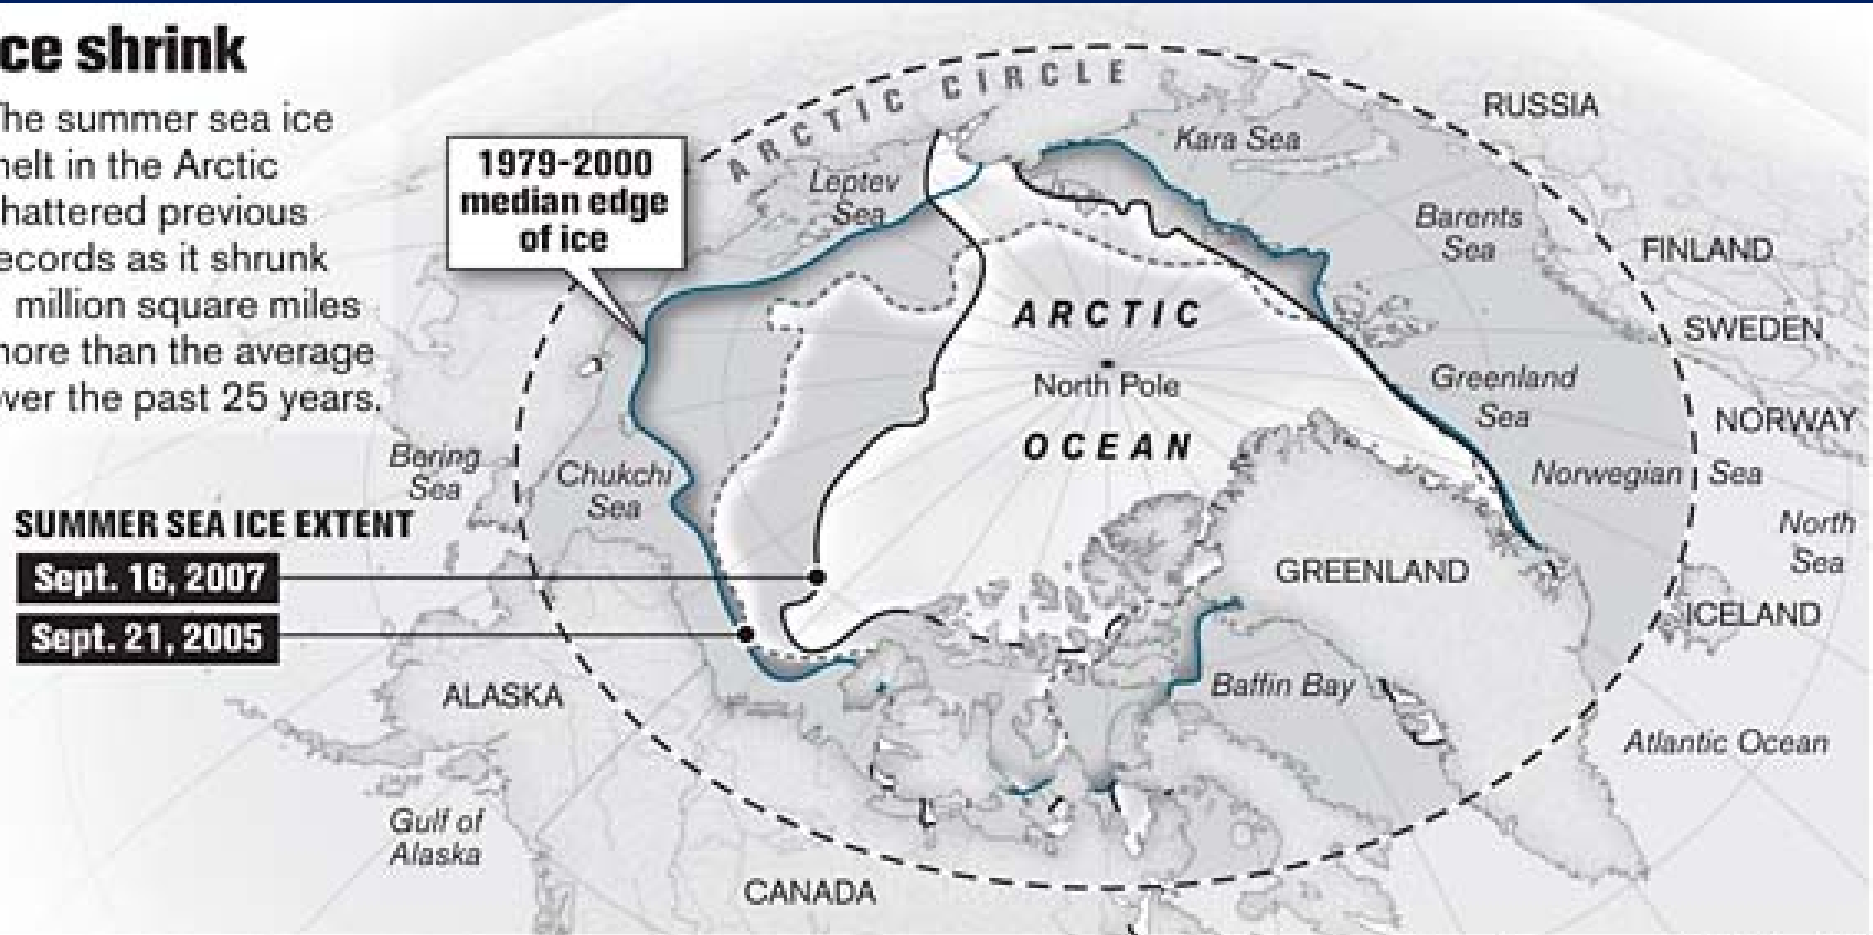 ce shrink
The summer sea ice
melt in the Arctic
hattered previous
ecords as it shrunk
million square miles
more than the average
over the past 25 years.
1979-2000
median edge
of ice
ARCTIC CIRCLE
Leptev
Sea
Kara Sea
RUSSIA
Barents
Sea
FINLAND
SWEDEN
NORWAY
ARCTIC
North Pole
OCEAN
Greenland
Sea
Norwegian Sea
North
Sea
Bering
Sea
Chukchi
Sea
SUMMER SEA ICE EXTENT
Sept. 16, 2007
Sept. 21, 2005
GREENLAND
ICELAND
ALASKA
Baffin Bay
Atlantic Ocean
Gulf of
Alaska
CANADA